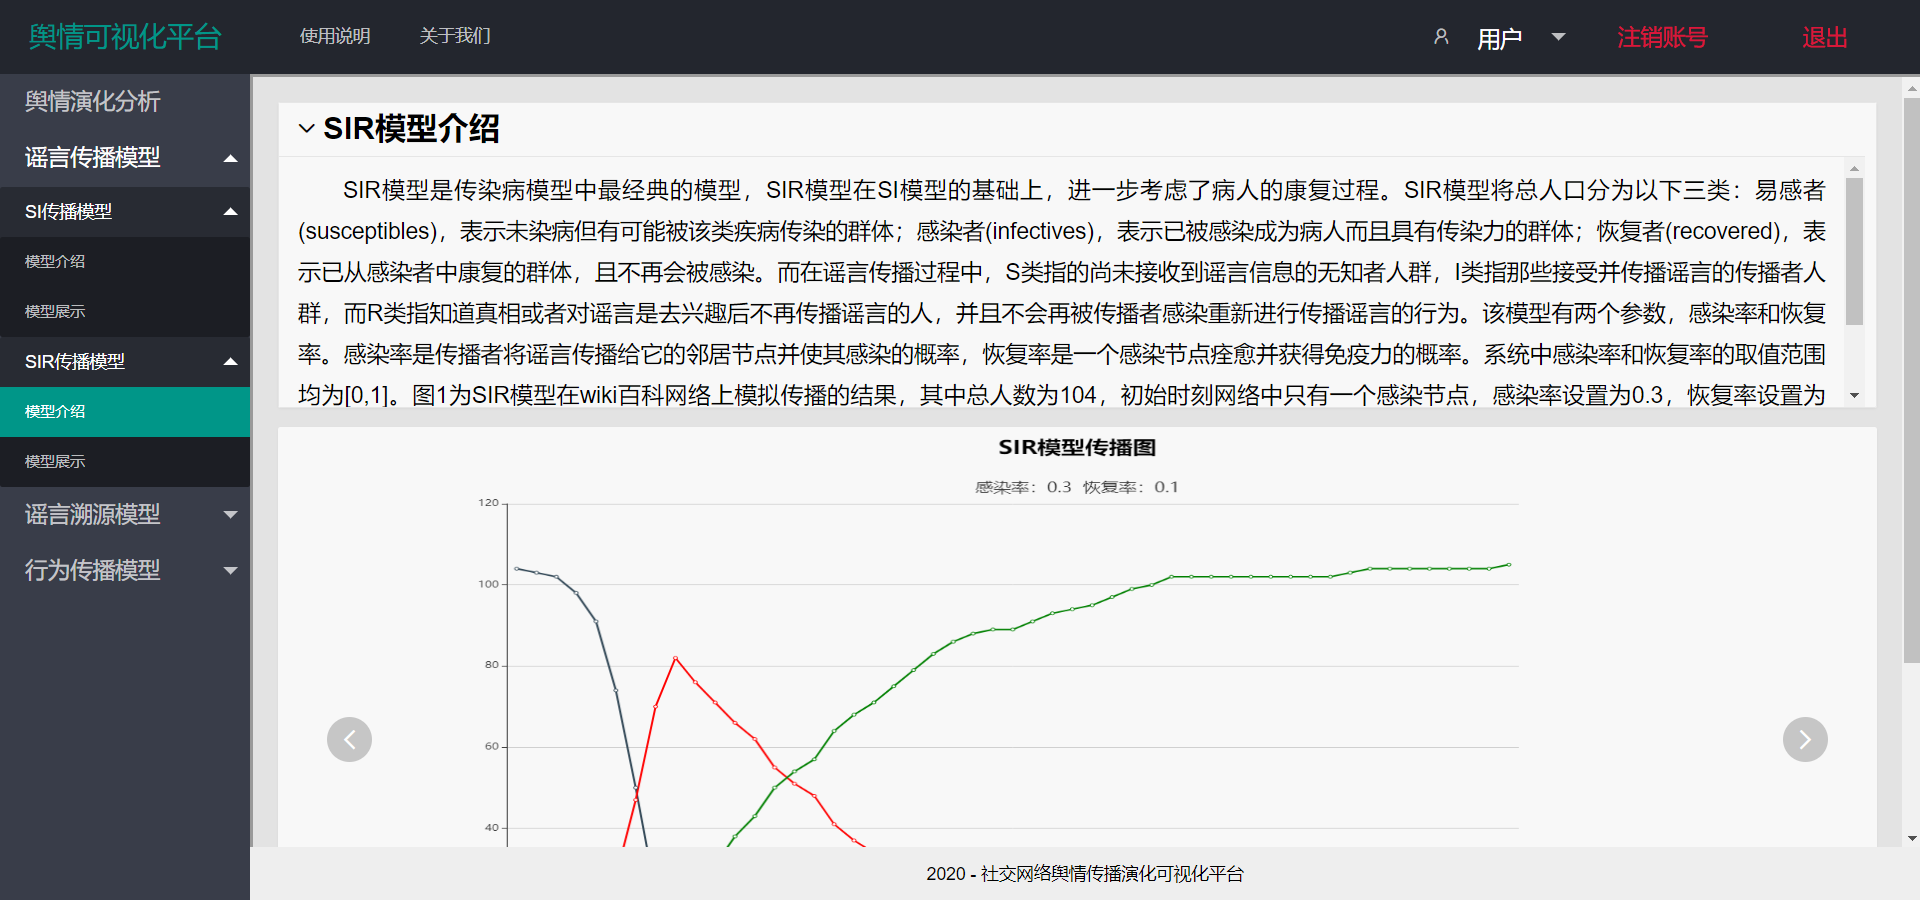 舆情可视化平台
使用说明
关于我们
用户
注销账号
退出
舆情演化分析
谣言传播模型
SI传播模型
模型介绍
模型展示
SIR传播模型
模型介绍
模型展示
谣言溯源模型
行为传播模型
SIR模型介绍
SIR模型是传染病模型中最经典的模型，SIR模型在SI模型的基础上，进一步考虑了病人的康复过程。SIR模型将总人口分为以下三类：易感者
(susceptibles)，表示未染病但有可能被该类疾病传染的群体；感染者(infectives)，表示已被感染成为病人而且具有传染力的群体；恢复者(recovered)，表
示已从感染者中康复的群体，且不再会被感染。而在谣言传播过程中，S类指的尚未接收到谣言信息的无知者人群，I类指那些接受并传播谣言的传播者人
群，而R类指知道真相或者对谣言是去兴趣后不再传播谣言的人，并且不会再被传播者感染重新进行传播谣言的行为。该模型有两个参数，感染率和恢复
率。感染率是传播者将谣言传播给它的邻居节点并使其感染的概率，恢复率是一个感染节点痊愈并获得免疫力的概率。系统中感染率和恢复率的取值范围
均为[0,1]。图1为SIR模型在wiki百科网络上模拟传播的结果，其中总人数为104，初始时刻网络中只有一个感染节点，感染率设置为0.3，恢复率设置为
SIR模型传播图
感染率：0.3 恢复率：0.1
120
100
80
60
40
2020 - 社交网络舆情传播演化可视化平台